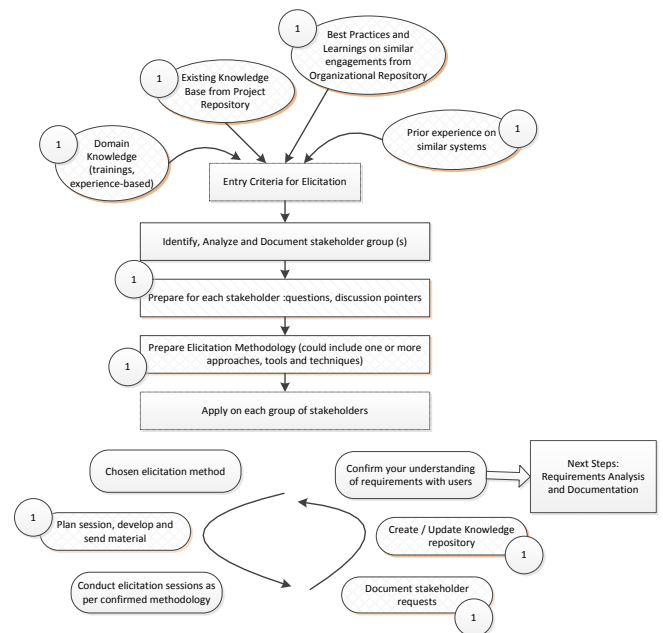 1
Best Practices and
Learnings on similar
engagements from
Organizational Repository
1
Existing Knowledge
Base from Project
Repository
1
Prior experience on
similar systems
1
Domain
Knowledge
(trainings,
experience-based)
Entry Criteria for Elicitation
Identify, Analyze and Document stakeholder group (s)
1
Prepare for each stakeholder :questions, discussion pointers
Prepare Elicitation Methodology (could include one or more
approaches, tools and techniques)
1
Apply on each group of stakeholders
Chosen elicitation method
Confirm your understanding
of requirements with users
Next Steps:
Requirements Analysis
and Documentation
1
Plan session, develop and
send material
Create / Update Knowledge
repository
1
Conduct elicitation sessions as
per confirmed methodology
Document stakeholder
requests
1